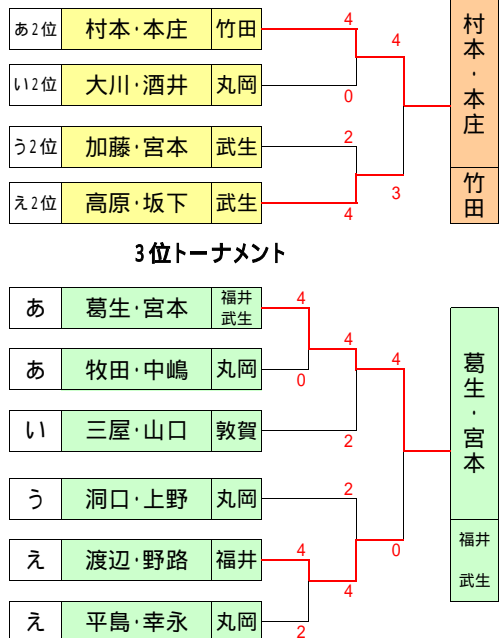 あ2位 村本·本庄 竹田 4
4
い2位 大川·酒井 丸岡 0
う2位 加藤·宮本 武生 2
3
え2位 高原·坂下 武生 4
村本·本庄
竹田
3位トーナメント
あ 葛生·宮本 福井 武生 4
4
4
あ 牧田·中嶋 丸岡 0
い 三屋·山口 敦賀 2
う 洞口·上野 丸岡 2
え 渡辺·野路 福井 4
0
4
え 平島·幸永 丸岡 2
葛生·宮本
福井
武生